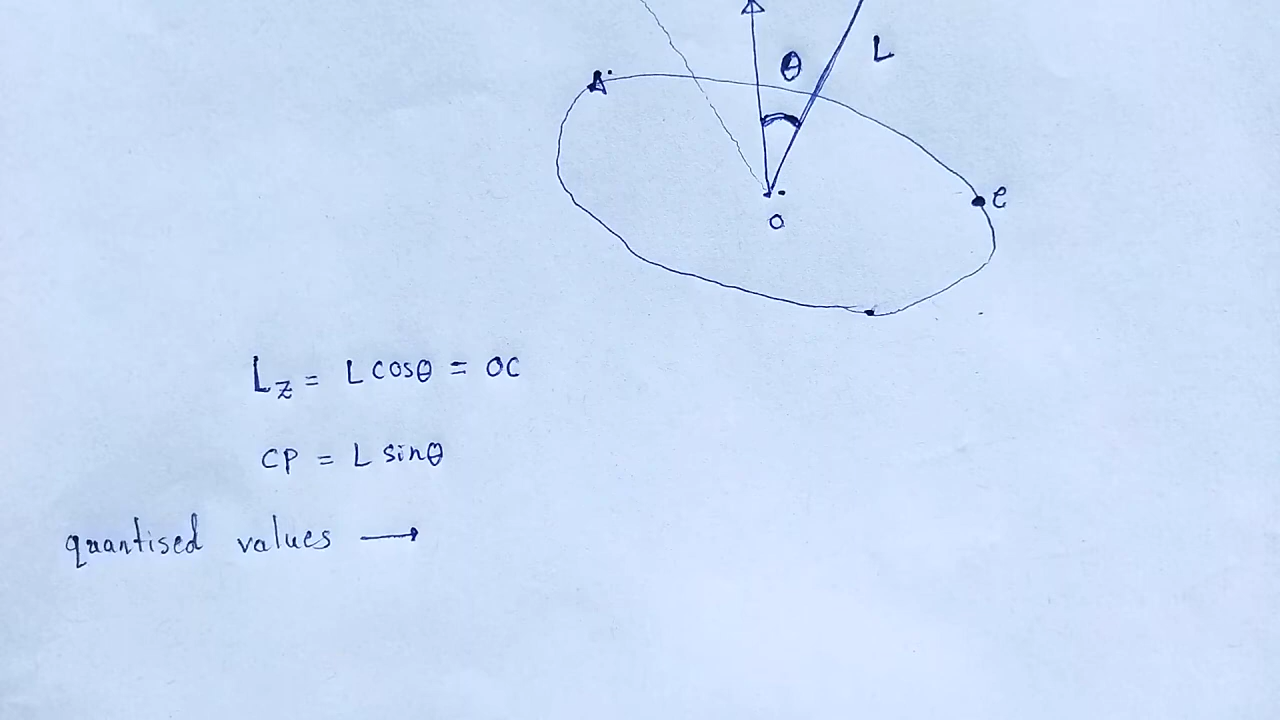 θ L
A
e
O
Lz = L cosθ = OC
CP = L sinθ
quantised values →